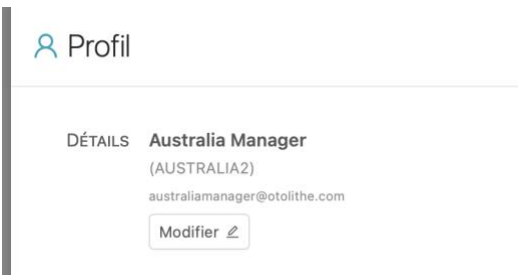 Profil
DÉTAILS Australia Manager
(AUSTRALIA2)
australiamanager@otolithe.com
Modifier